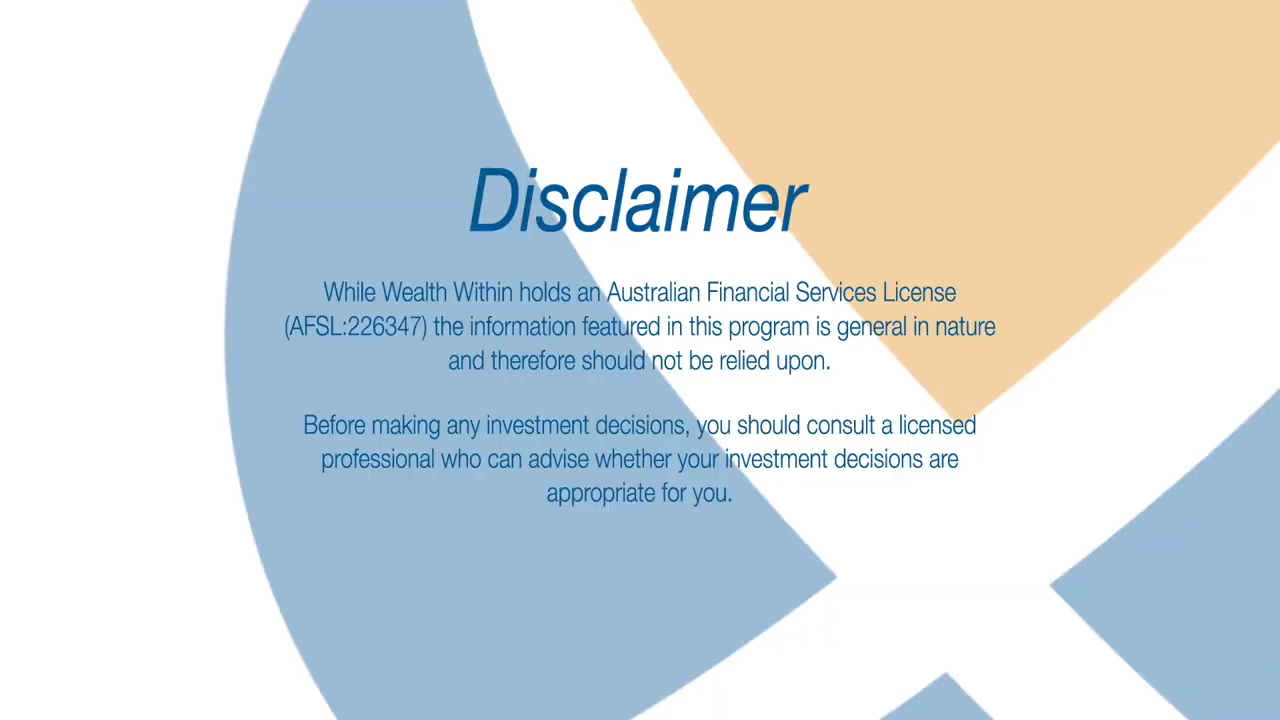 Disclaimer
While Wealth Within holds an Australian Financial Services License
(AFSL:226347) the information featured in this program is general in nature
and therefore should not be relied upon.
Before making any investment decisions, you should consult a licensed
professional who can advise whether your investment decisions are
appropriate for you.